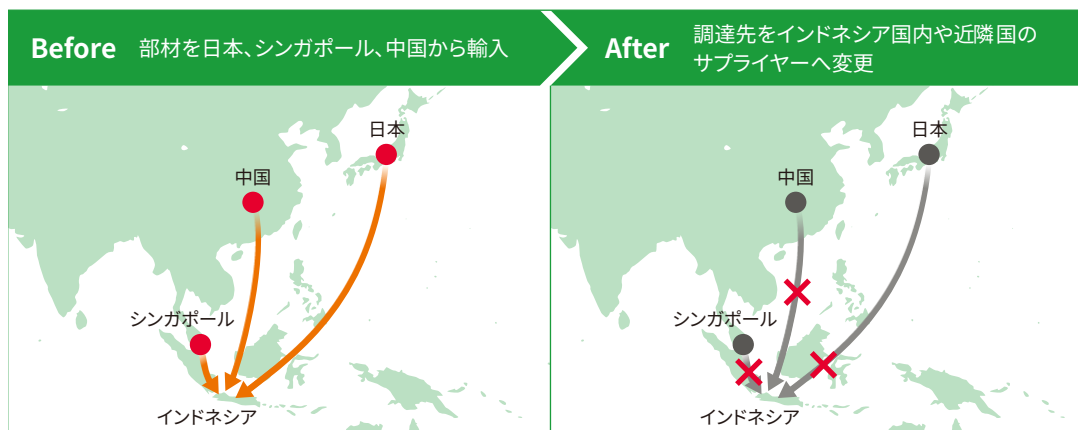 Before 部材を日本、シンガポール、中国から輸入
After 調達先をインドネシア国内や近隣国の
サプライヤーへ変更
日本
中国
シンガポール
インドネシア
日本
中国
シンガポール
インドネシア